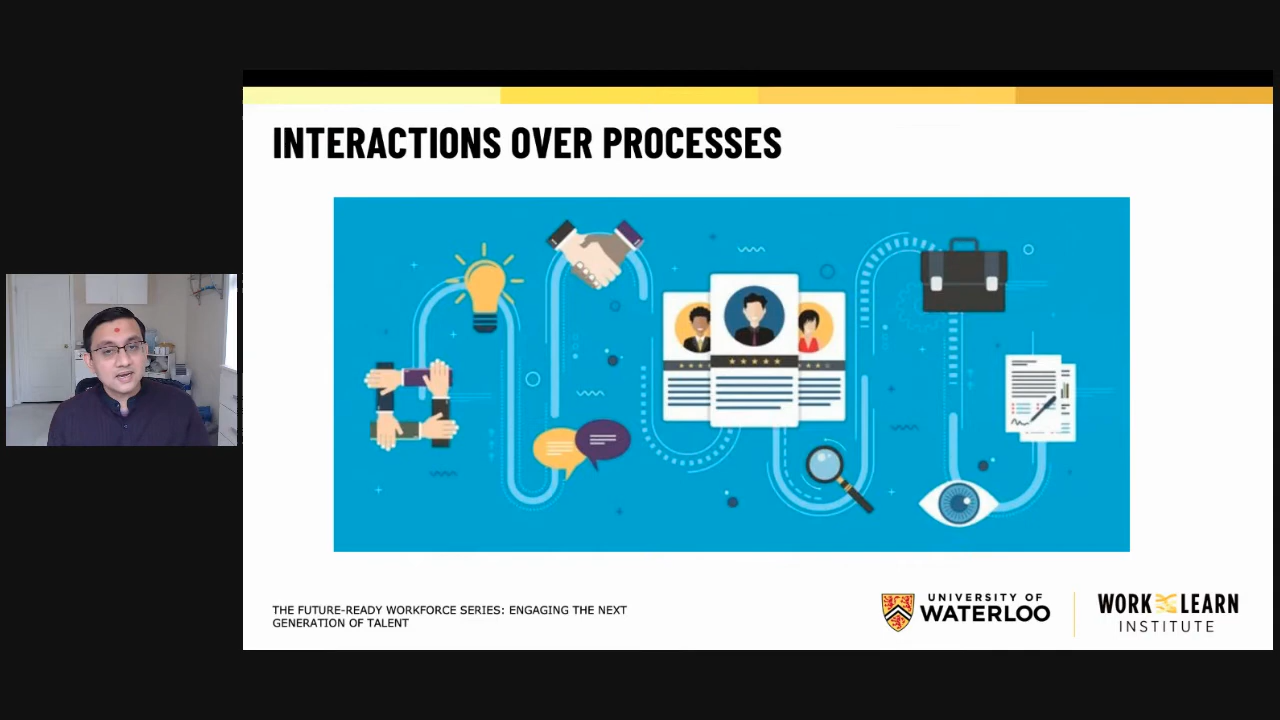 INTERACTIONS OVER PROCESSES
THE FUTURE-READY WORKFORCE SERIES: ENGAGING THE NEXT
GENERATION OF TALENT
UNIVERSITY OF
WATERLOO
WORK LEARN
INSTITUTE